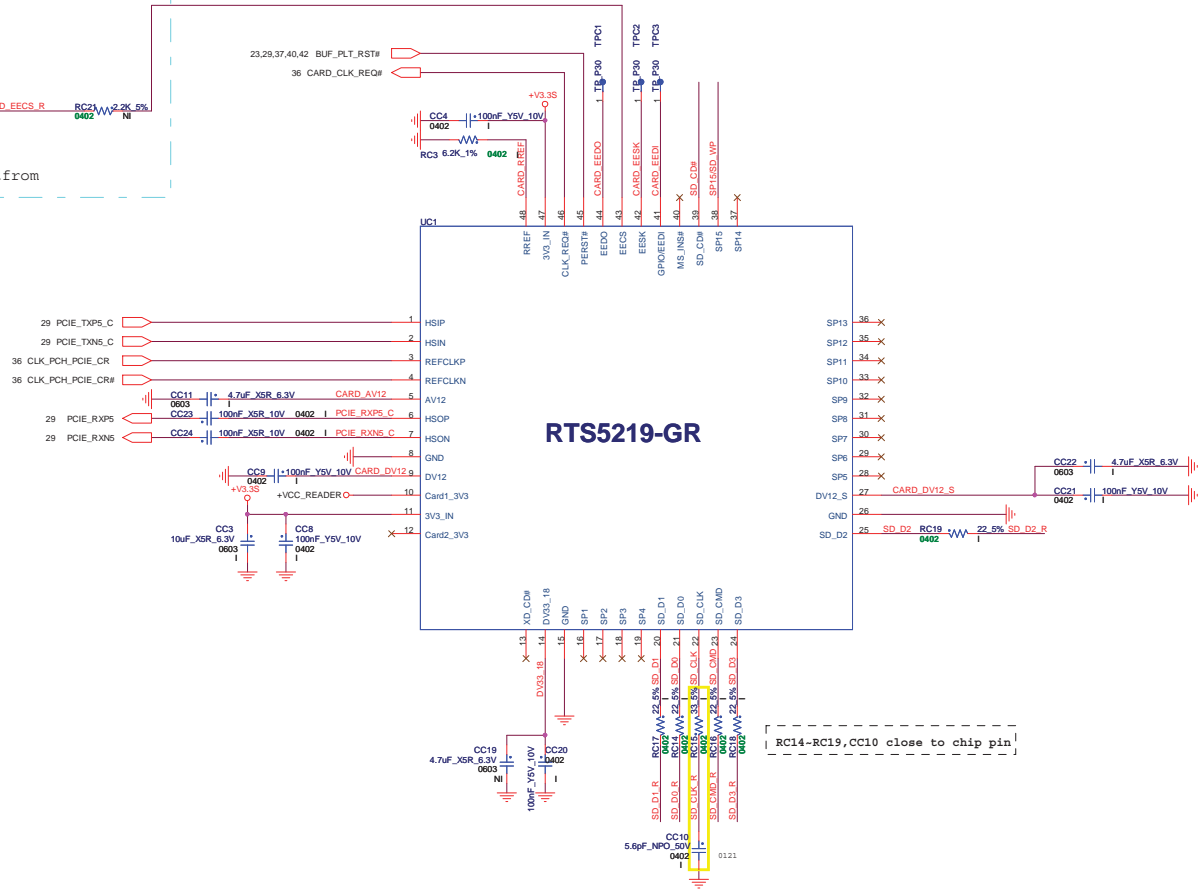 TPC1
TPC2
TPC3
TP_P30
TP_P30
TP_P30
1
1
1
23,29,37,40,42 BUF_PLT_RST#
36 CARD_CLK_REQ#
D_EECS_R
RC21 2.2K_5%
0402 NI
from
+V3.3S
CC4 100nF_Y5V_10V
0402 I
RC3 6.2K_1% 0402 I
CARD_RREF
CARD_EEDO
CARD_EESK
CARD_EEDI
SD_CD#
SP15/SD_WP
48
47
46
45
44
43
42
41
40
39
38
37
UC1
RREF
3V3_IN
CLK_REQ#
PERST#
EEDO
EECS
EESK
GPIO/EEDI
MS_INS#
SD_CD#
SP15
SP14
29 PCIE_TXP5_C 1 HSIP
29 PCIE_TXN5_C 2 HSIN
36 CLK_PCH_PCIE_CR 3 REFCLKP
36 CLK_PCH_PCIE_CR# 4 REFCLKN
CC11 4.7uF_X5R_6.3V CARD_AV12 5 AV12
0603 I
29 PCIE_RXP5 CC23 100nF_X5R_10V 0402 I PCIE_RXP5_C 6 HSOP
29 PCIE_RXN5 CC24 100nF_X5R_10V 0402 I PCIE_RXN5_C 7 HSON
8 GND
CC9 100nF_Y5V_10V CARD_DV12 9 DV12
0402 I
+V3.3S
+VCC_READER 10 Card1_3V3
11 3V3_IN
12 Card2_3V3
CC3
10uF_X5R_6.3V
0603
I
CC8
100nF_Y5V_10V
0402
I
RTS5219-GR
SP13 36
SP12 35
SP11 34
SP10 33
SP9 32
SP8 31
SP7 30
SP6 29
SP5 28
DV12_S 27 CARD_DV12_S
GND 26
SD_D2 25 SD_D2 RC19 22_5% SD_D2_R
0402 I
CC22 4.7uF_X5R_6.3V
0603 I
CC21 100nF_Y5V_10V
0402 I
XD_CD#
DV33_18
GND
SP1
SP2
SP3
SP4
SD_D1
SD_D0
SD_CLK
SD_CMD
SD_D3
13
14
15
16
17
18
19
20
21
22
23
24
DV33_18
SD_D1
SD_D0
SD_CLK
SD_CMD
SD_D3
RC17 22_5% 0402 I
RC14 22_5% 0402 I
RC15 33_5% 0402 I
RC16 22_5% 0402 I
RC18 22_5% 0402 I
SD_D1_R
SD_D0_R
SD_CLK_R
SD_CMD_R
SD_D3_R
RC14~RC19,CC10 close to chip pin
CC19
4.7uF_X5R_6.3V
0603
NI
CC20
0402
100nF_Y5V_10V
I
CC10
5.6pF_NPO_50V
0402
I
0121